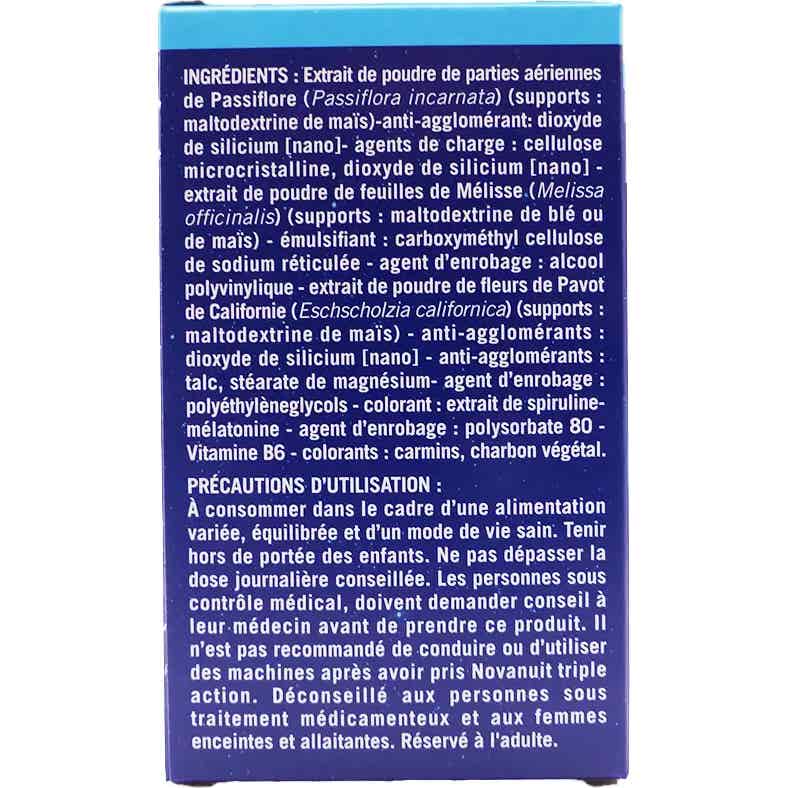 INGRÉDIENTS : Extrait de poudre de parties aériennes
de Passiflore (Passiflora incarnata) (supports :
maltodextrine de maïs)-anti-agglomérant: dioxyde
de silicium [nano]- agents de charge : cellulose
microcristalline, dioxyde de silicium [nano] -
extrait de poudre de feuilles de Mélisse (Melissa
officinalis) (supports : maltodextrine de blé ou
de maïs) - émulsifiant : carboxyméthyl cellulose
de sodium réticulée - agent d'enrobage : alcool
polyvinylique - extrait de poudre de fleurs de Pavot
de Californie (Eschscholzia californica) (supports :
maltodextrine de maïs) - anti-agglomérants :
dioxyde de silicium [nano] - anti-agglomérants :
talc, stéarate de magnésium- agent d'enrobage :
polyéthylèneglycols - colorant : extrait de spiruline-
mélatonine - agent d'enrobage : polysorbate 80 -
Vitamine B6 - colorants : carmins, charbon végétal.
PRÉCAUTIONS D'UTILISATION :
À consommer dans le cadre d'une alimentation
variée, équilibrée et d'un mode de vie sain. Tenir
hors de portée des enfants. Ne pas dépasser la
dose journalière conseillée. Les personnes sous
contrôle médical, doivent demander conseil à
leur médecin avant de prendre ce produit. Il
n'est pas recommandé de conduire ou d'utiliser
des machines après avoir pris Novanuit triple
action. Déconseillé aux personnes sous
traitement médicamenteux et aux femmes
enceintes et allaitantes. Réservé à l'adulte.